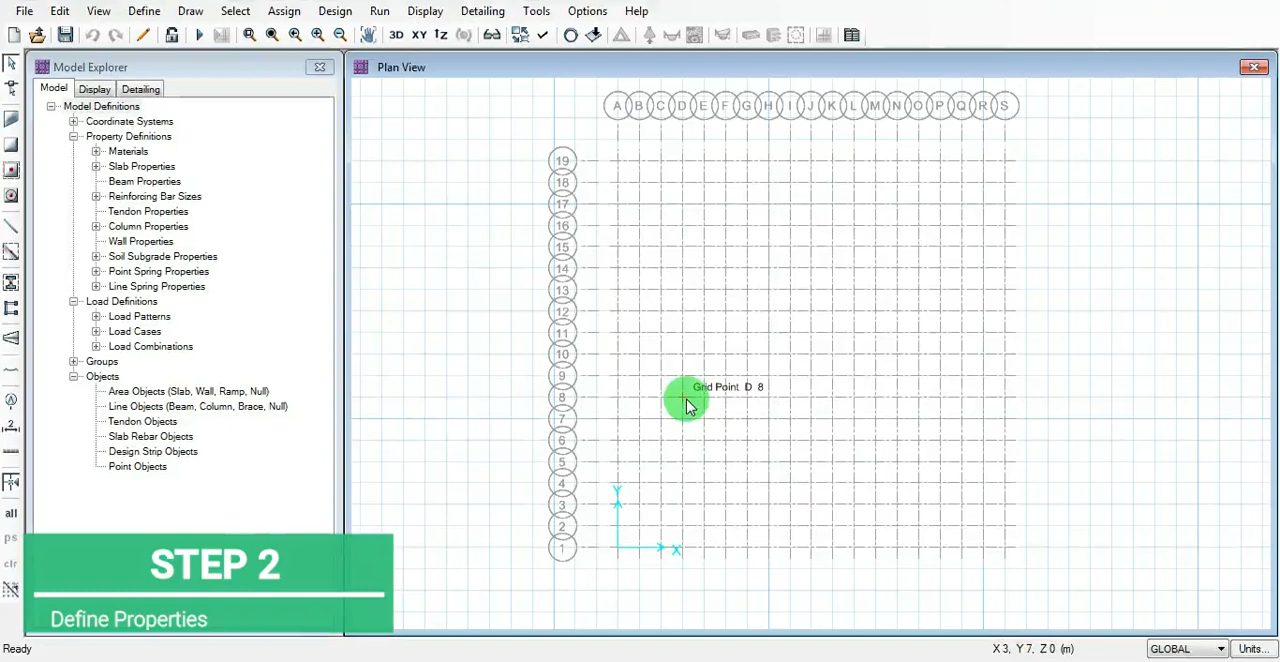 File Edit View Define Draw Select Assign Design Run Display Detailing Tools Options Help
3D XY
Model Explorer
Model Display Detailing
Model Definitions
Coordinate Systems
Property Definitions
Materials
Slab Properties
Beam Properties
Reinforcing Bar Sizes
Tendon Properties
Column Properties
Wall Properties
Soil Subgrade Properties
Point Spring Properties
Line Spring Properties
Load Definitions
Load Patterns
Load Cases
Load Combinations
Groups
Objects
Area Objects (Slab, Wall, Ramp, Null)
Line Objects (Beam, Column, Brace, Null)
Tendon Objects
Slab Rebar Objects
Design Strip Objects
Point Objects
all
ps
clr
Plan View
A B C D E F G H I J K L M N O P Q R S
19
18
17
16
15
14
13
12
11
10
9
8
7
6
5
4
3
2
1
Grid Point D 8
Y
X
STEP 2
Define Properties
Ready
X 3, Y 7, Z 0 (m)
GLOBAL
Units...